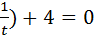 1/t) + 4 = 0